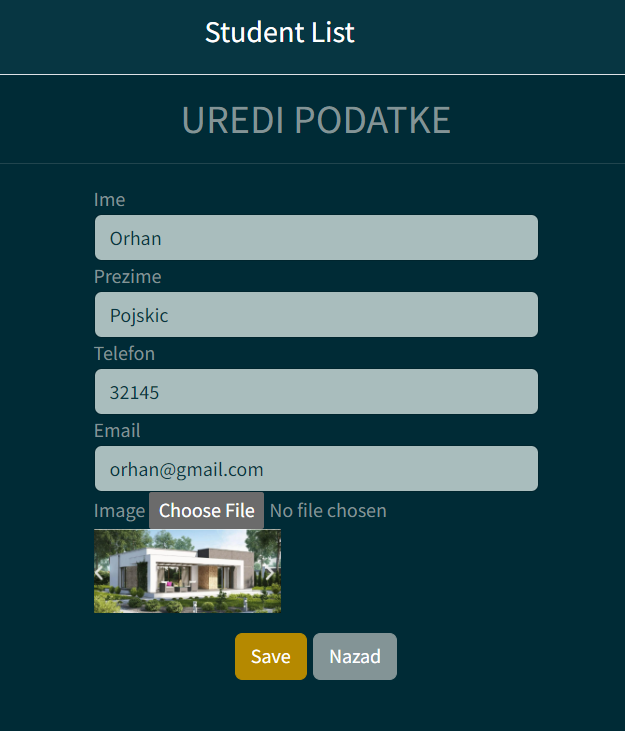 Student List
UREDI PODATKE
Ime
Orhan
Prezime
Pojskic
Telefon
32145
Email
orhan@gmail.com
Image Choose File No file chosen
Save Nazad